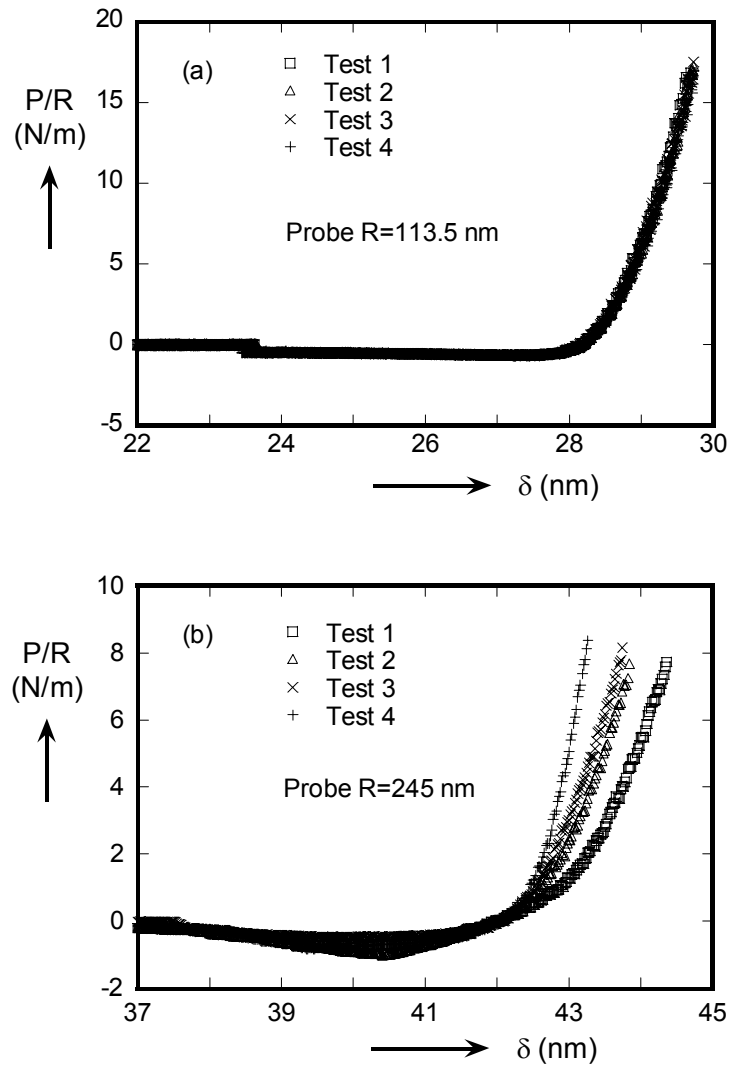 20
(a)
Test 1
Test 2
Test 3
Test 4
P/R
(N/m)
15
10
Probe R=113.5 nm
5
0
-5
22 24 26 28 30
δ (nm)
10
(b)
Test 1
Test 2
Test 3
Test 4
P/R
(N/m)
8
6
4
Probe R=245 nm
2
0
-2
37 39 41 43 45
δ (nm)